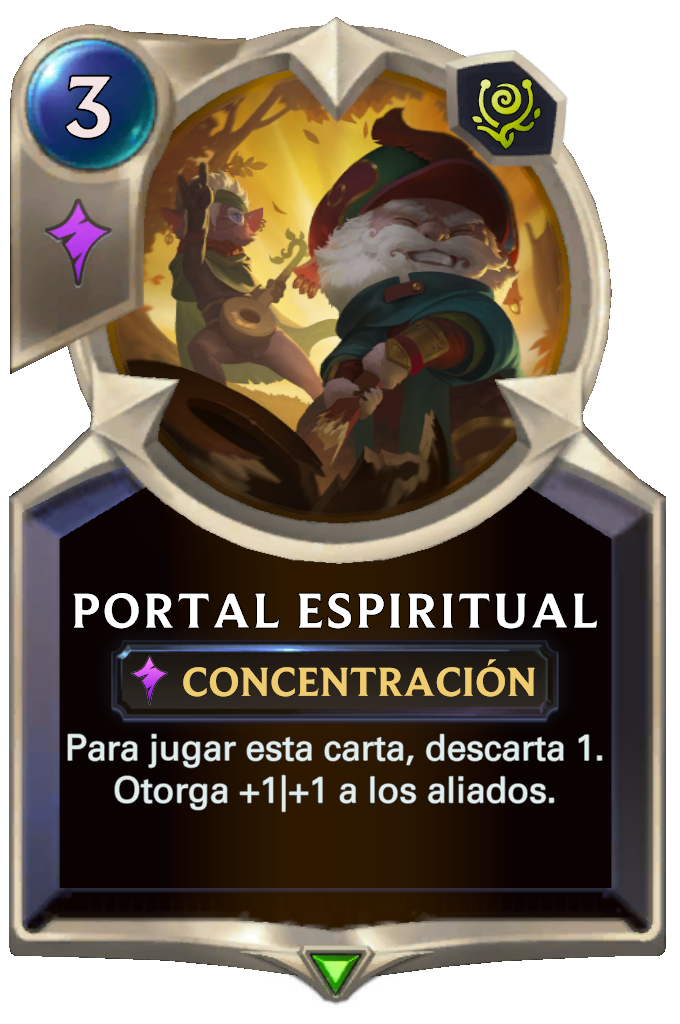 3
PORTAL ESPIRITUAL
CONCENTRACIÓN
Para jugar esta carta, descarta 1.
Otorga +1|+1 a los aliados.